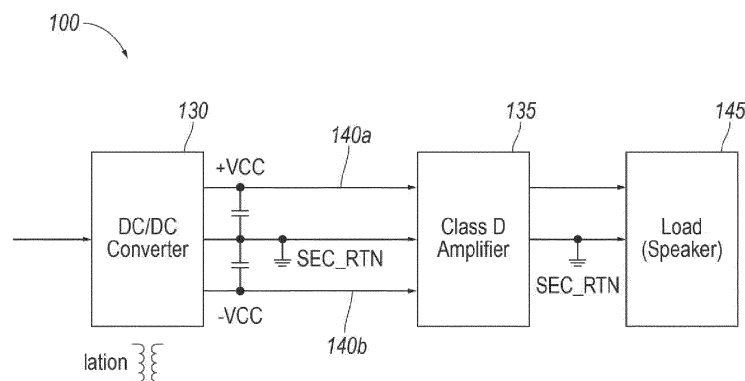 100
130
140a
135
145
+VCC
DC/DC
Converter
SEC_RTN
-VCC
140b
Class D
Amplifier
SEC_RTN
Load
(Speaker)
lation